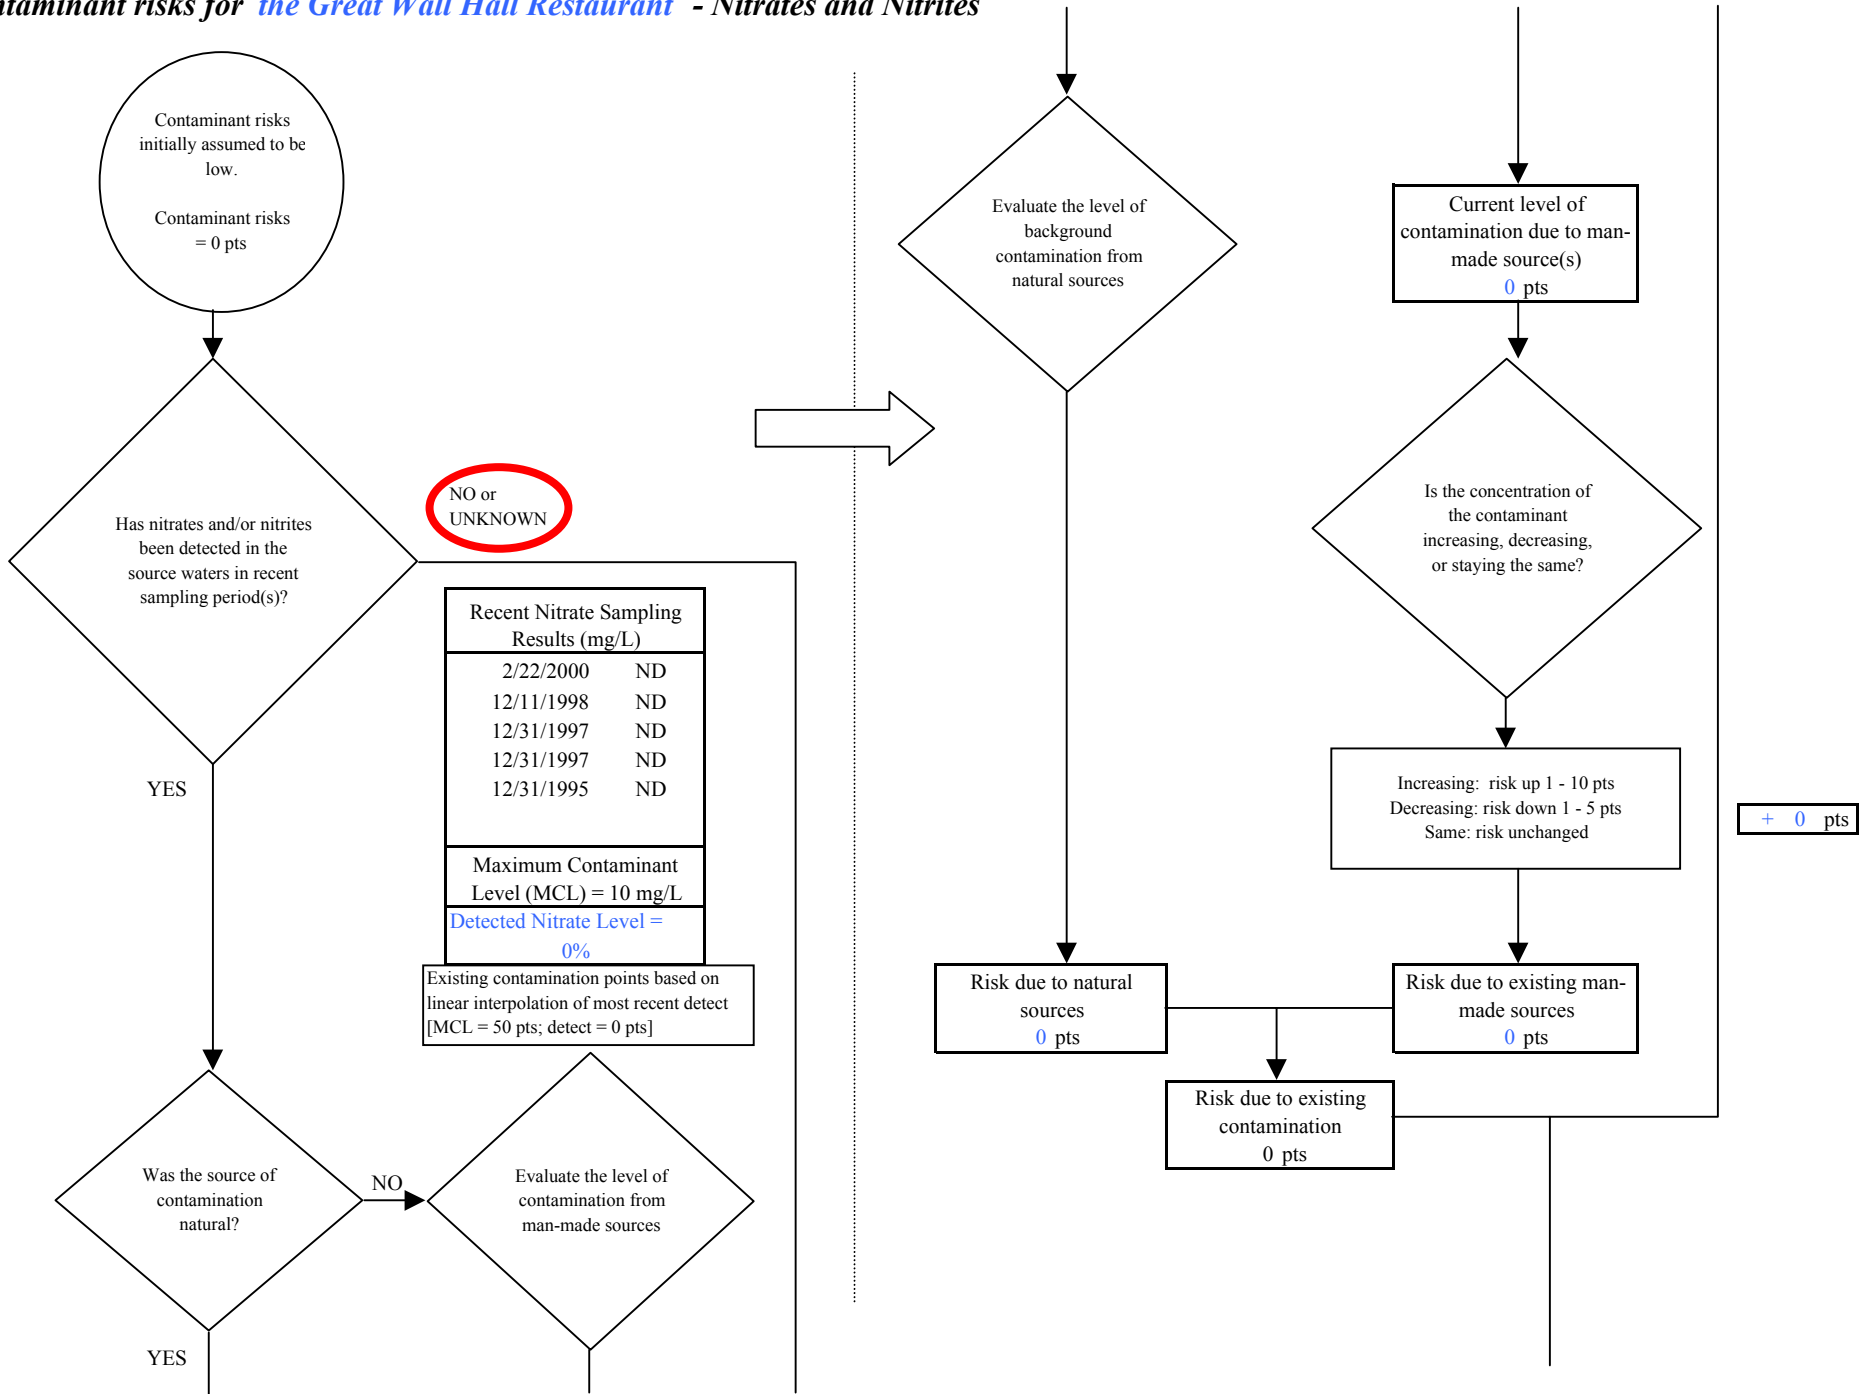 ntaminant risks for the Great Wall Hall Restaurant - Nitrates and Nitrites
Contaminant risks
initially assumed to be
low.
Contaminant risks
= 0 pts
Has nitrates and/or nitrites
been detected in the
source waters in recent
sampling period(s)?
NO or
UNKNOWN
YES
Recent Nitrate Sampling
Results (mg/L)
2/22/2000 ND
12/11/1998 ND
12/31/1997 ND
12/31/1997 ND
12/31/1995 ND
Maximum Contaminant
Level (MCL) = 10 mg/L
Detected Nitrate Level =
0%
Existing contamination points based on
linear interpolation of most recent detect
[MCL = 50 pts; detect = 0 pts]
Was the source of
contamination
natural?
NO
YES
Evaluate the level of
contamination from
man-made sources
Evaluate the level of
background
contamination from
natural sources
Current level of
contamination due to man-
made source(s)
0 pts
Is the concentration of
the contaminant
increasing, decreasing,
or staying the same?
Increasing: risk up 1 - 10 pts
Decreasing: risk down 1 - 5 pts
Same: risk unchanged
+ 0 pts
Risk due to natural
sources
0 pts
Risk due to existing man-
made sources
0 pts
Risk due to existing
contamination
0 pts